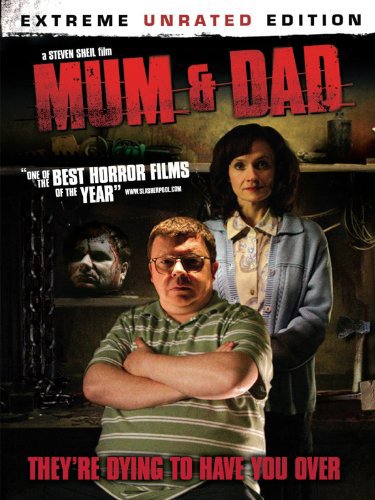 EXTREME UNRATED EDITION
a STEVEN SHEIL film
MUM & DAD
"ONE OF THE BEST HORROR FILMS
OF THE YEAR" WWW.SLASHERPOOL.COM
THEY'RE DYING TO HAVE YOU OVER